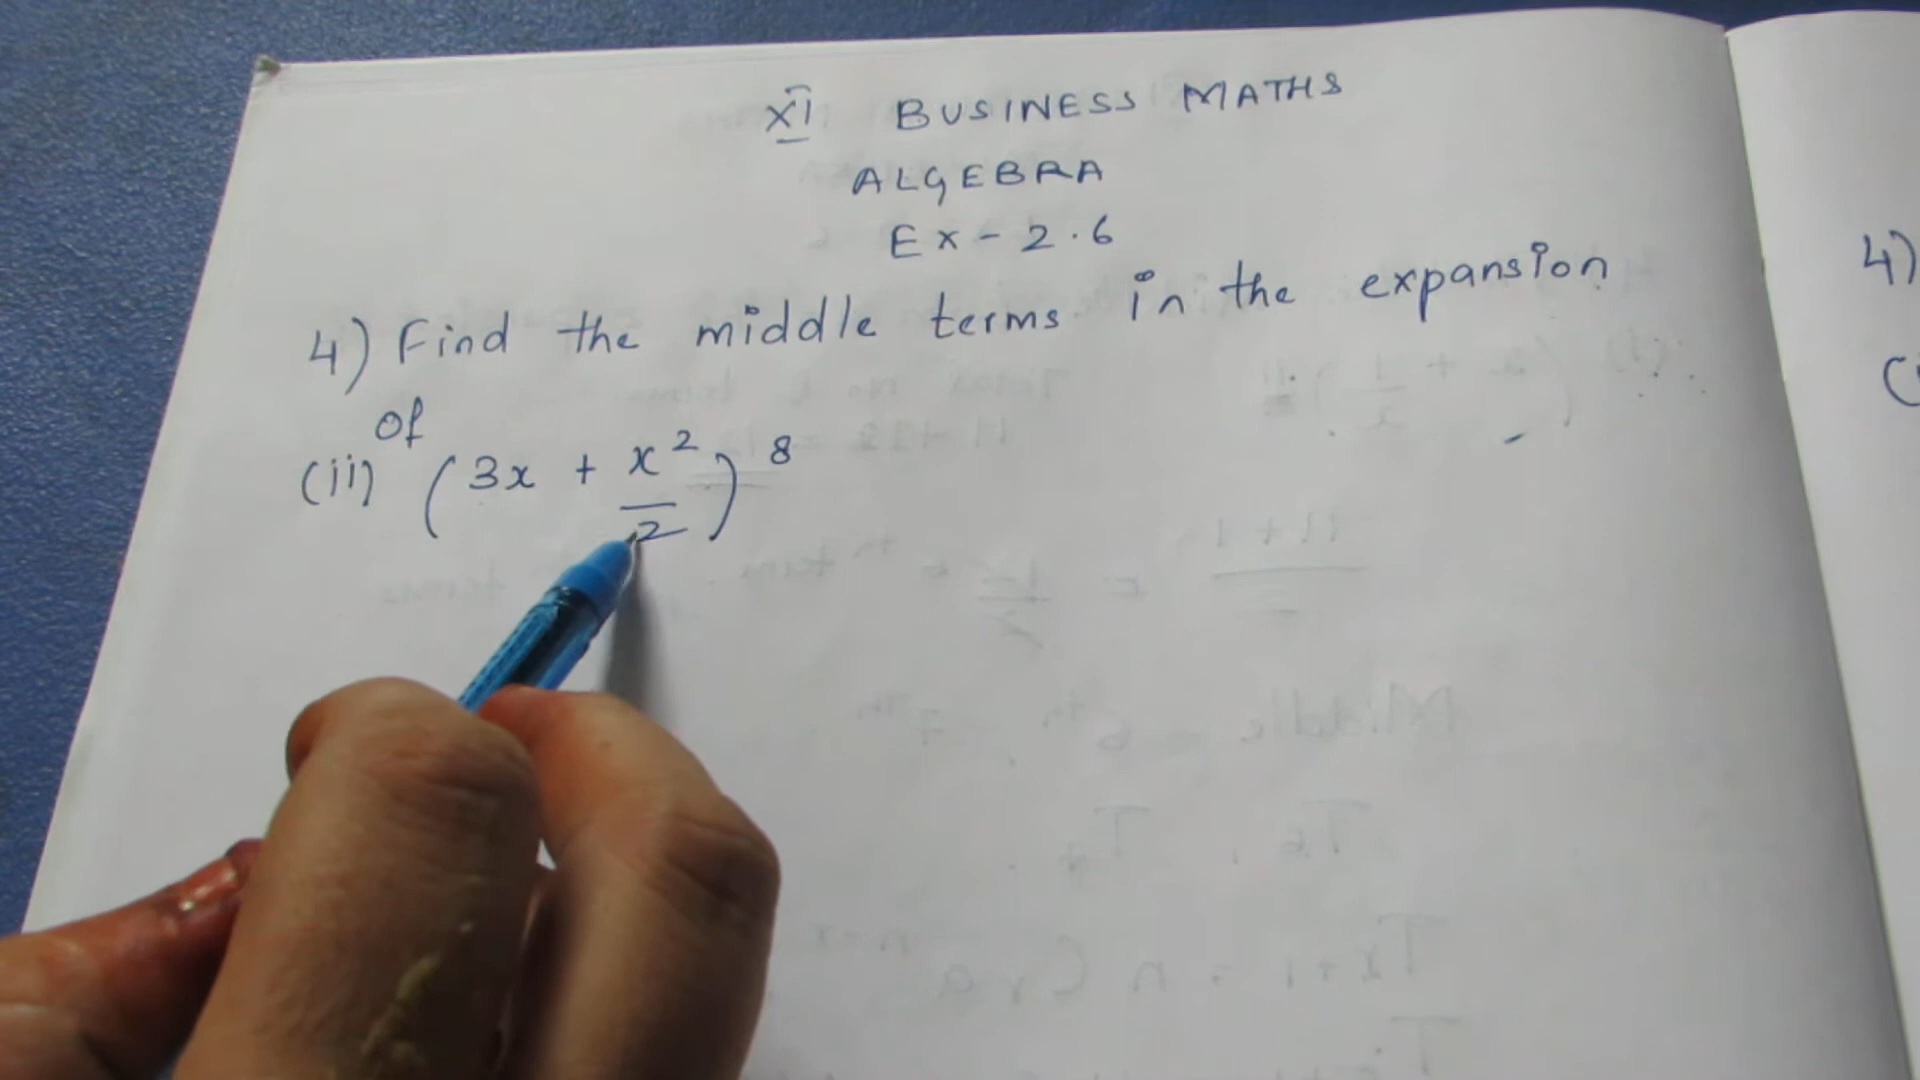 XI BUSINESS MATHS
ALGEBRA
Ex - 2.6
4) Find the middle terms in the expansion
of
(ii) (3x + x²/2)⁸
4)